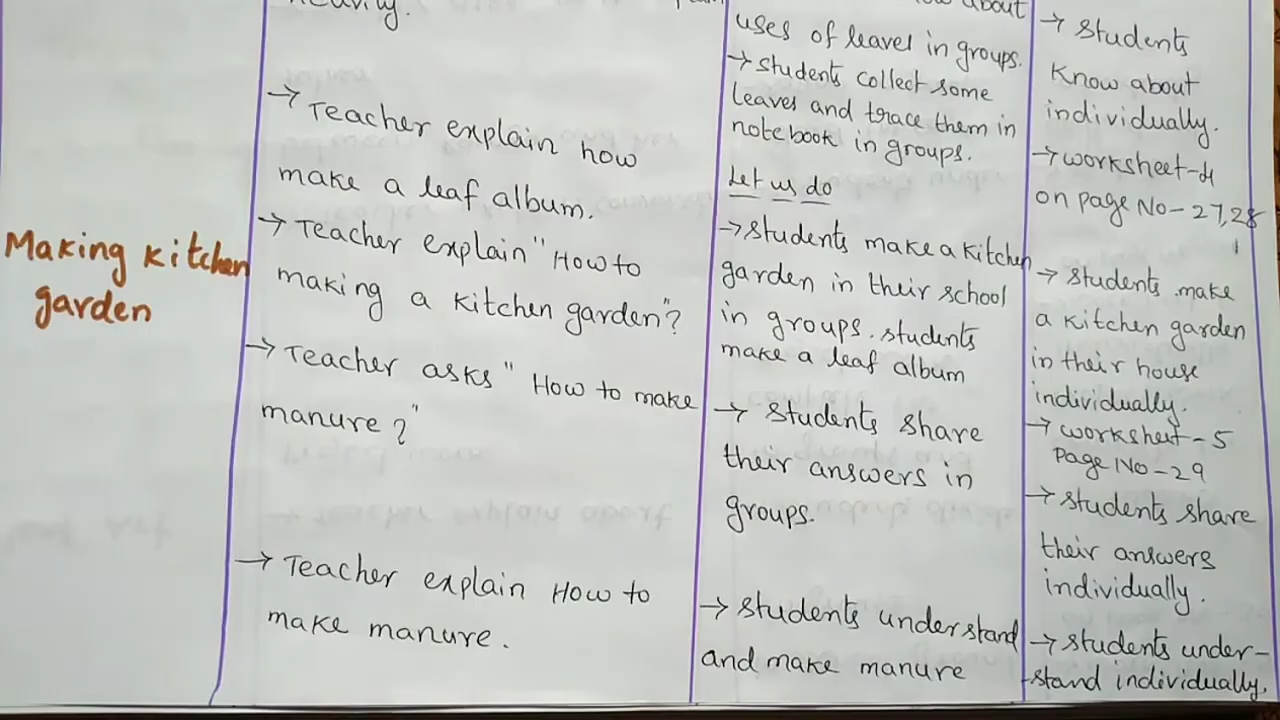 Making kitchen
garden
→ Teacher explain how
make a leaf album.
→ Teacher explain "How to
making a kitchen garden"?
→ Teacher asks "How to make
manure?"
→ Teacher explain How to
make manure.
about
uses of leavel in groups.
→ students collect some
leaves and trace them in
notebook in groups.
Let us do
→ students make a kitchen
garden in their school
in groups. students
make a leaf album
→ students share
their answers in
groups.
→ students understand
and make manure
→ students
Know about
individually.
→ worksheet-4
on page No-27,28
→ students make
a kitchen garden
in their house
individually.
→ worksheet-5
Page No-29
→ students share
their answers
individually.
→ students under-
-stand individually.